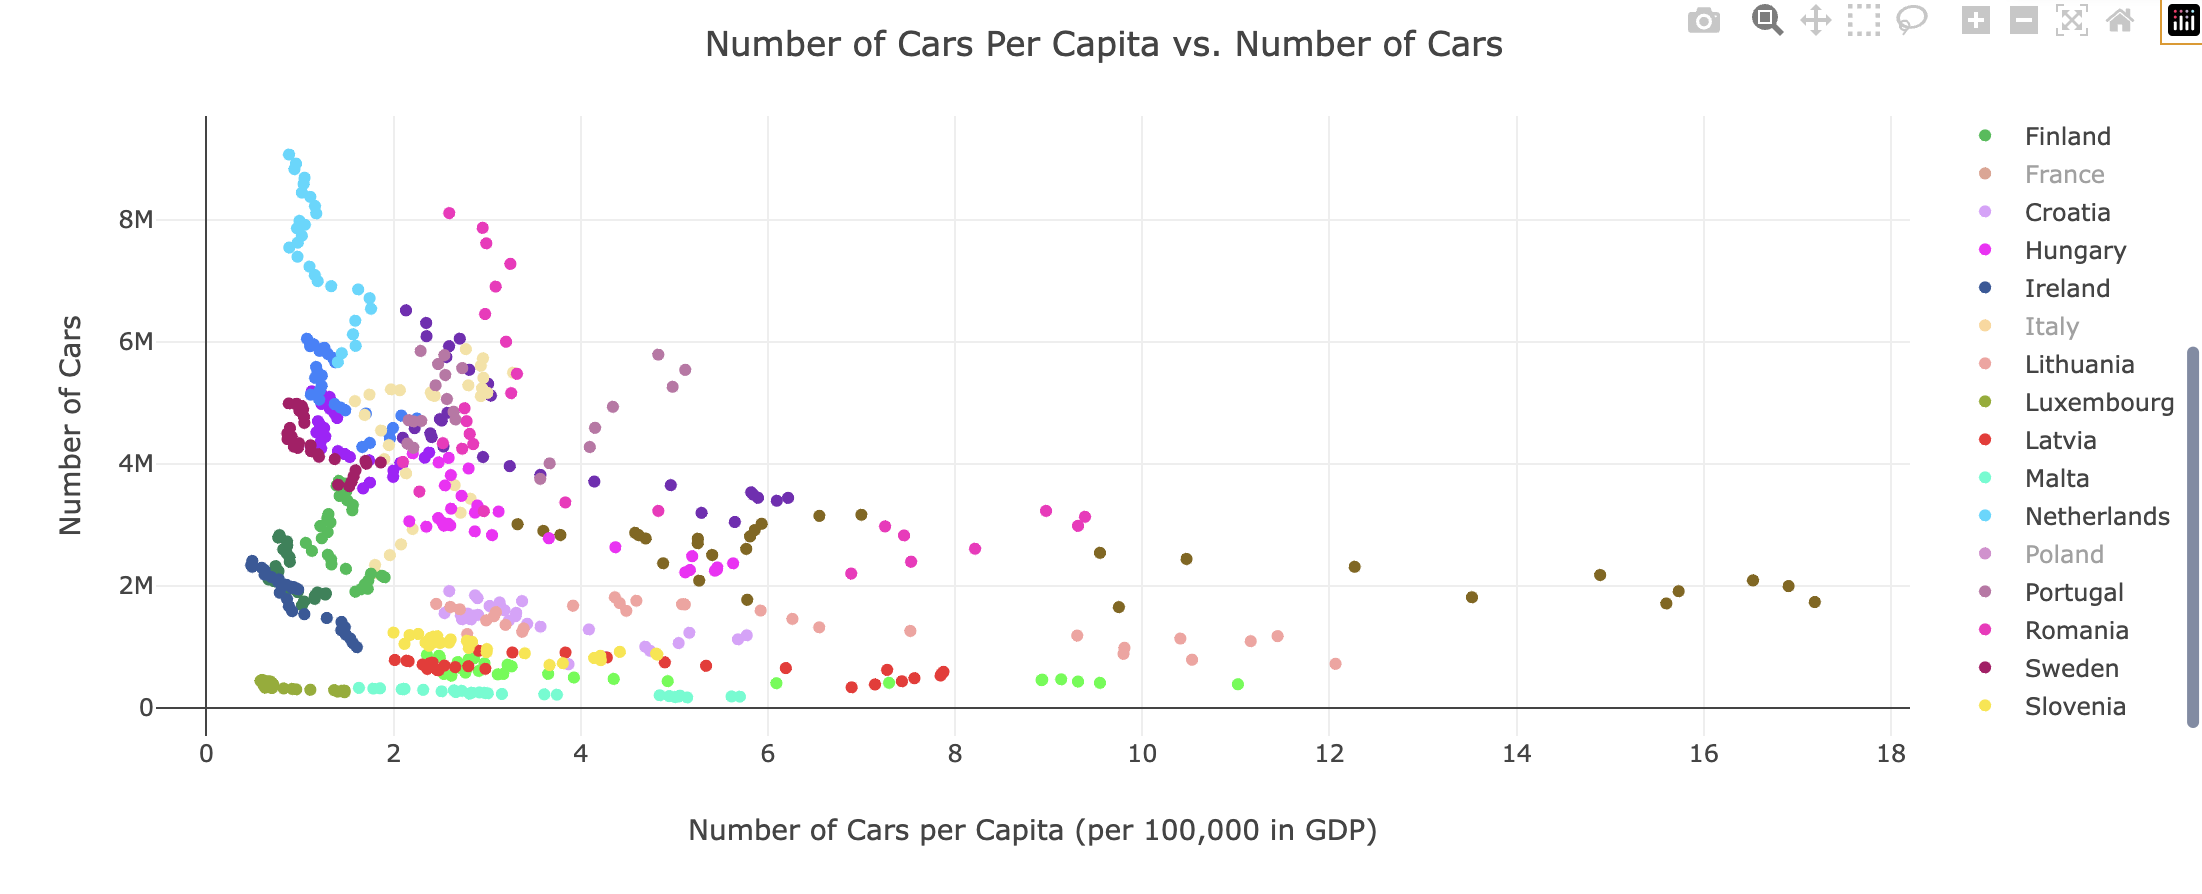 Number of Cars Per Capita vs. Number of Cars
Number of Cars
8M
6M
4M
2M
0
0 2 4 6 8 10 12 14 16 18
Number of Cars per Capita (per 100,000 in GDP)
Finland
France
Croatia
Hungary
Ireland
Italy
Lithuania
Luxembourg
Latvia
Malta
Netherlands
Poland
Portugal
Romania
Sweden
Slovenia